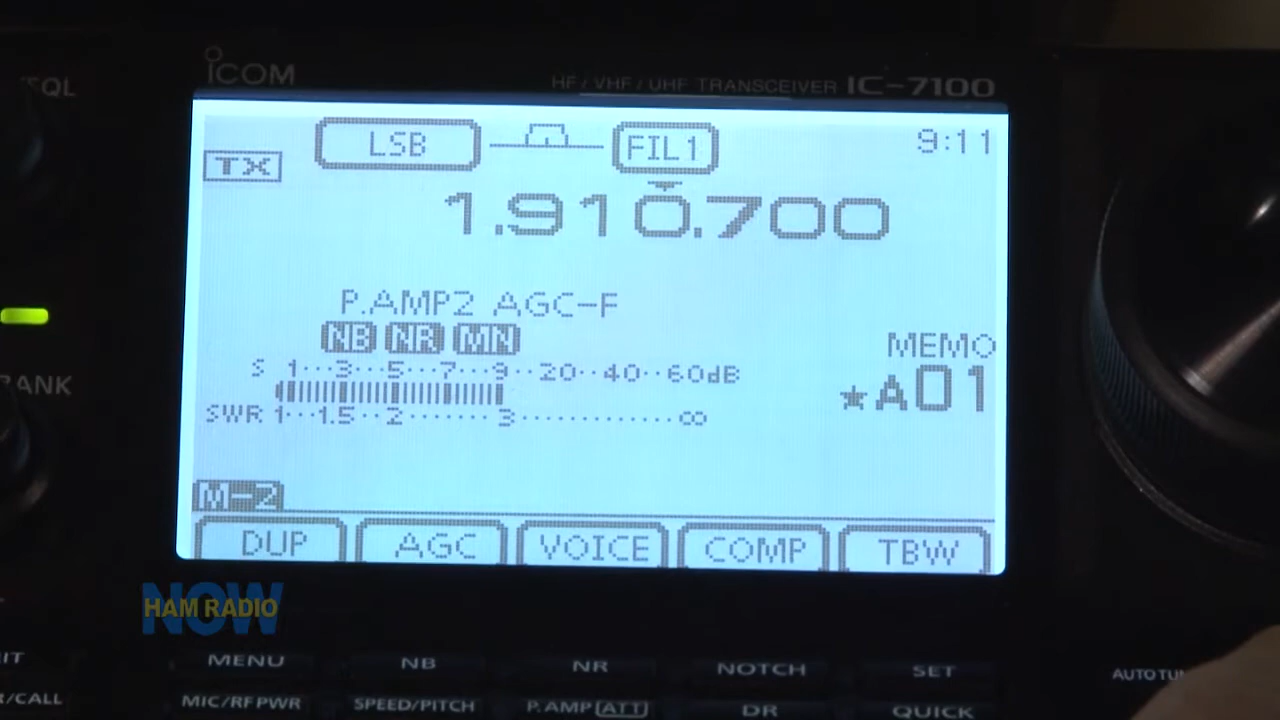 ICOM HF/VHF/UHF TRANSCEIVER IC-7100
LSB FIL1 9:11
TX
1.910.700
P.AMP2 AGC-F
NB NR MN
MEMO
S 1···3··5···7···9··20··40··60dB
★A01
SWR 1···1.5··2 3 ············∞
M-2
DUP AGC VOICE COMP TBW
HAM RADIO
NOW
MENU NB NR NOTCH SET
AUTO
MIC/RF PWR SPEED/PITCH P.AMP (ATT) DR QUICK